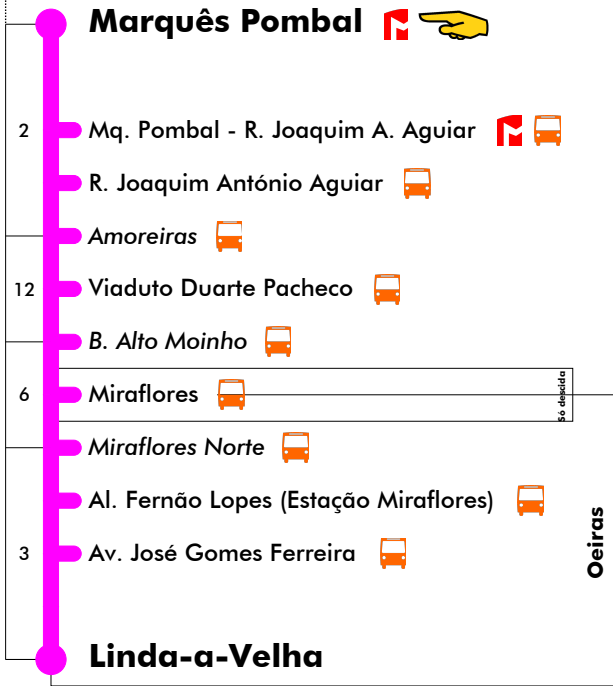 Marquês Pombal
2
Mq. Pombal - R. Joaquim A. Aguiar
R. Joaquim António Aguiar
Amoreiras
12
Viaduto Duarte Pacheco
B. Alto Moinho
6
Miraflores
Só descida
Miraflores Norte
Al. Fernão Lopes (Estação Miraflores)
Oeiras
3
Av. José Gomes Ferreira
Linda-a-Velha